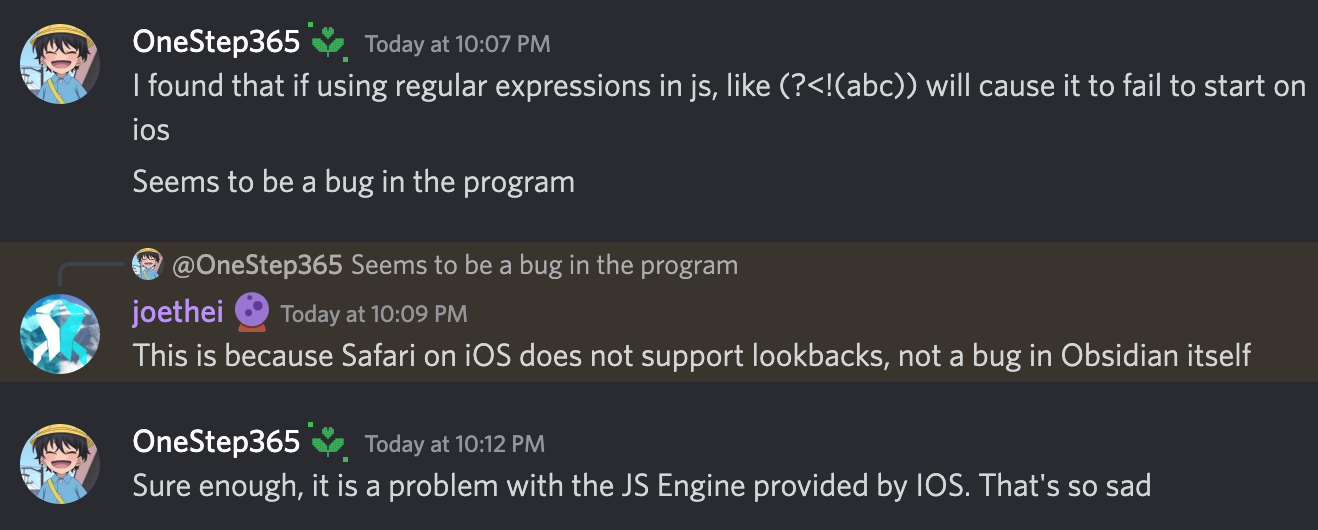 OneStep365 Today at 10:07 PM
I found that if using regular expressions in js, like (?<!(abc)) will cause it to fail to start on
ios
Seems to be a bug in the program
@OneStep365 Seems to be a bug in the program
joethei Today at 10:09 PM
This is because Safari on iOS does not support lookbacks, not a bug in Obsidian itself
OneStep365 Today at 10:12 PM
Sure enough, it is a problem with the JS Engine provided by IOS. That's so sad